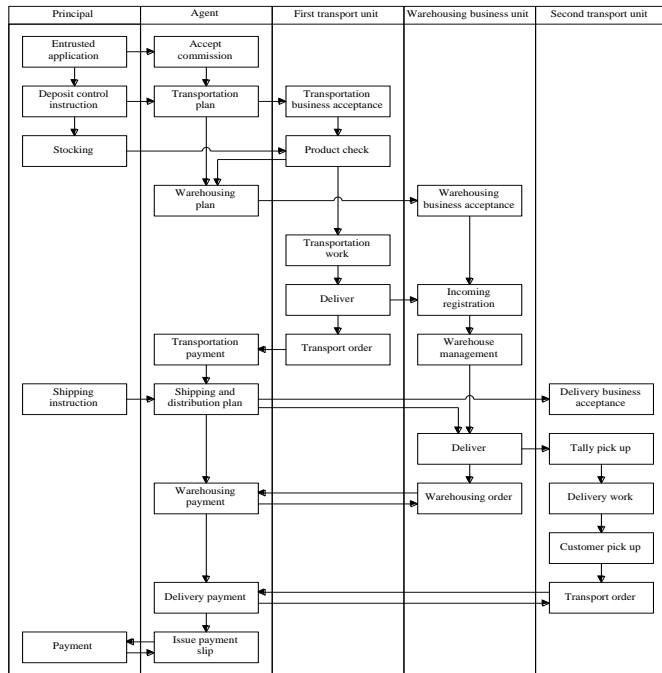 Principal
Agent
First transport unit
Warehousing business unit
Second transport unit
Entrusted
application
Accept
commission
Deposit control
instruction
Transportation
plan
Transportation
business acceptance
Stocking
Product check
Warehousing
plan
Warehousing
business acceptance
Transportation
work
Deliver
Incoming
registration
Transportation
payment
Transport order
Warehouse
management
Shipping
instruction
Shipping and
distribution plan
Delivery business
acceptance
Deliver
Tally pick up
Warehousing
payment
Warehousing order
Delivery work
Customer pick up
Delivery payment
Transport order
Payment
Issue payment
slip